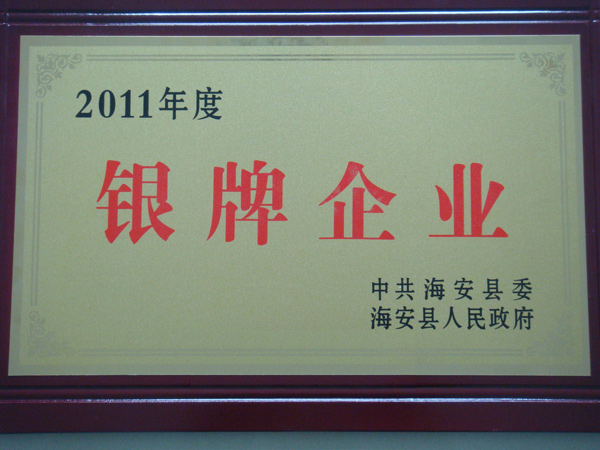 2011年度
银牌企业
中共海安县委
海安县人民政府